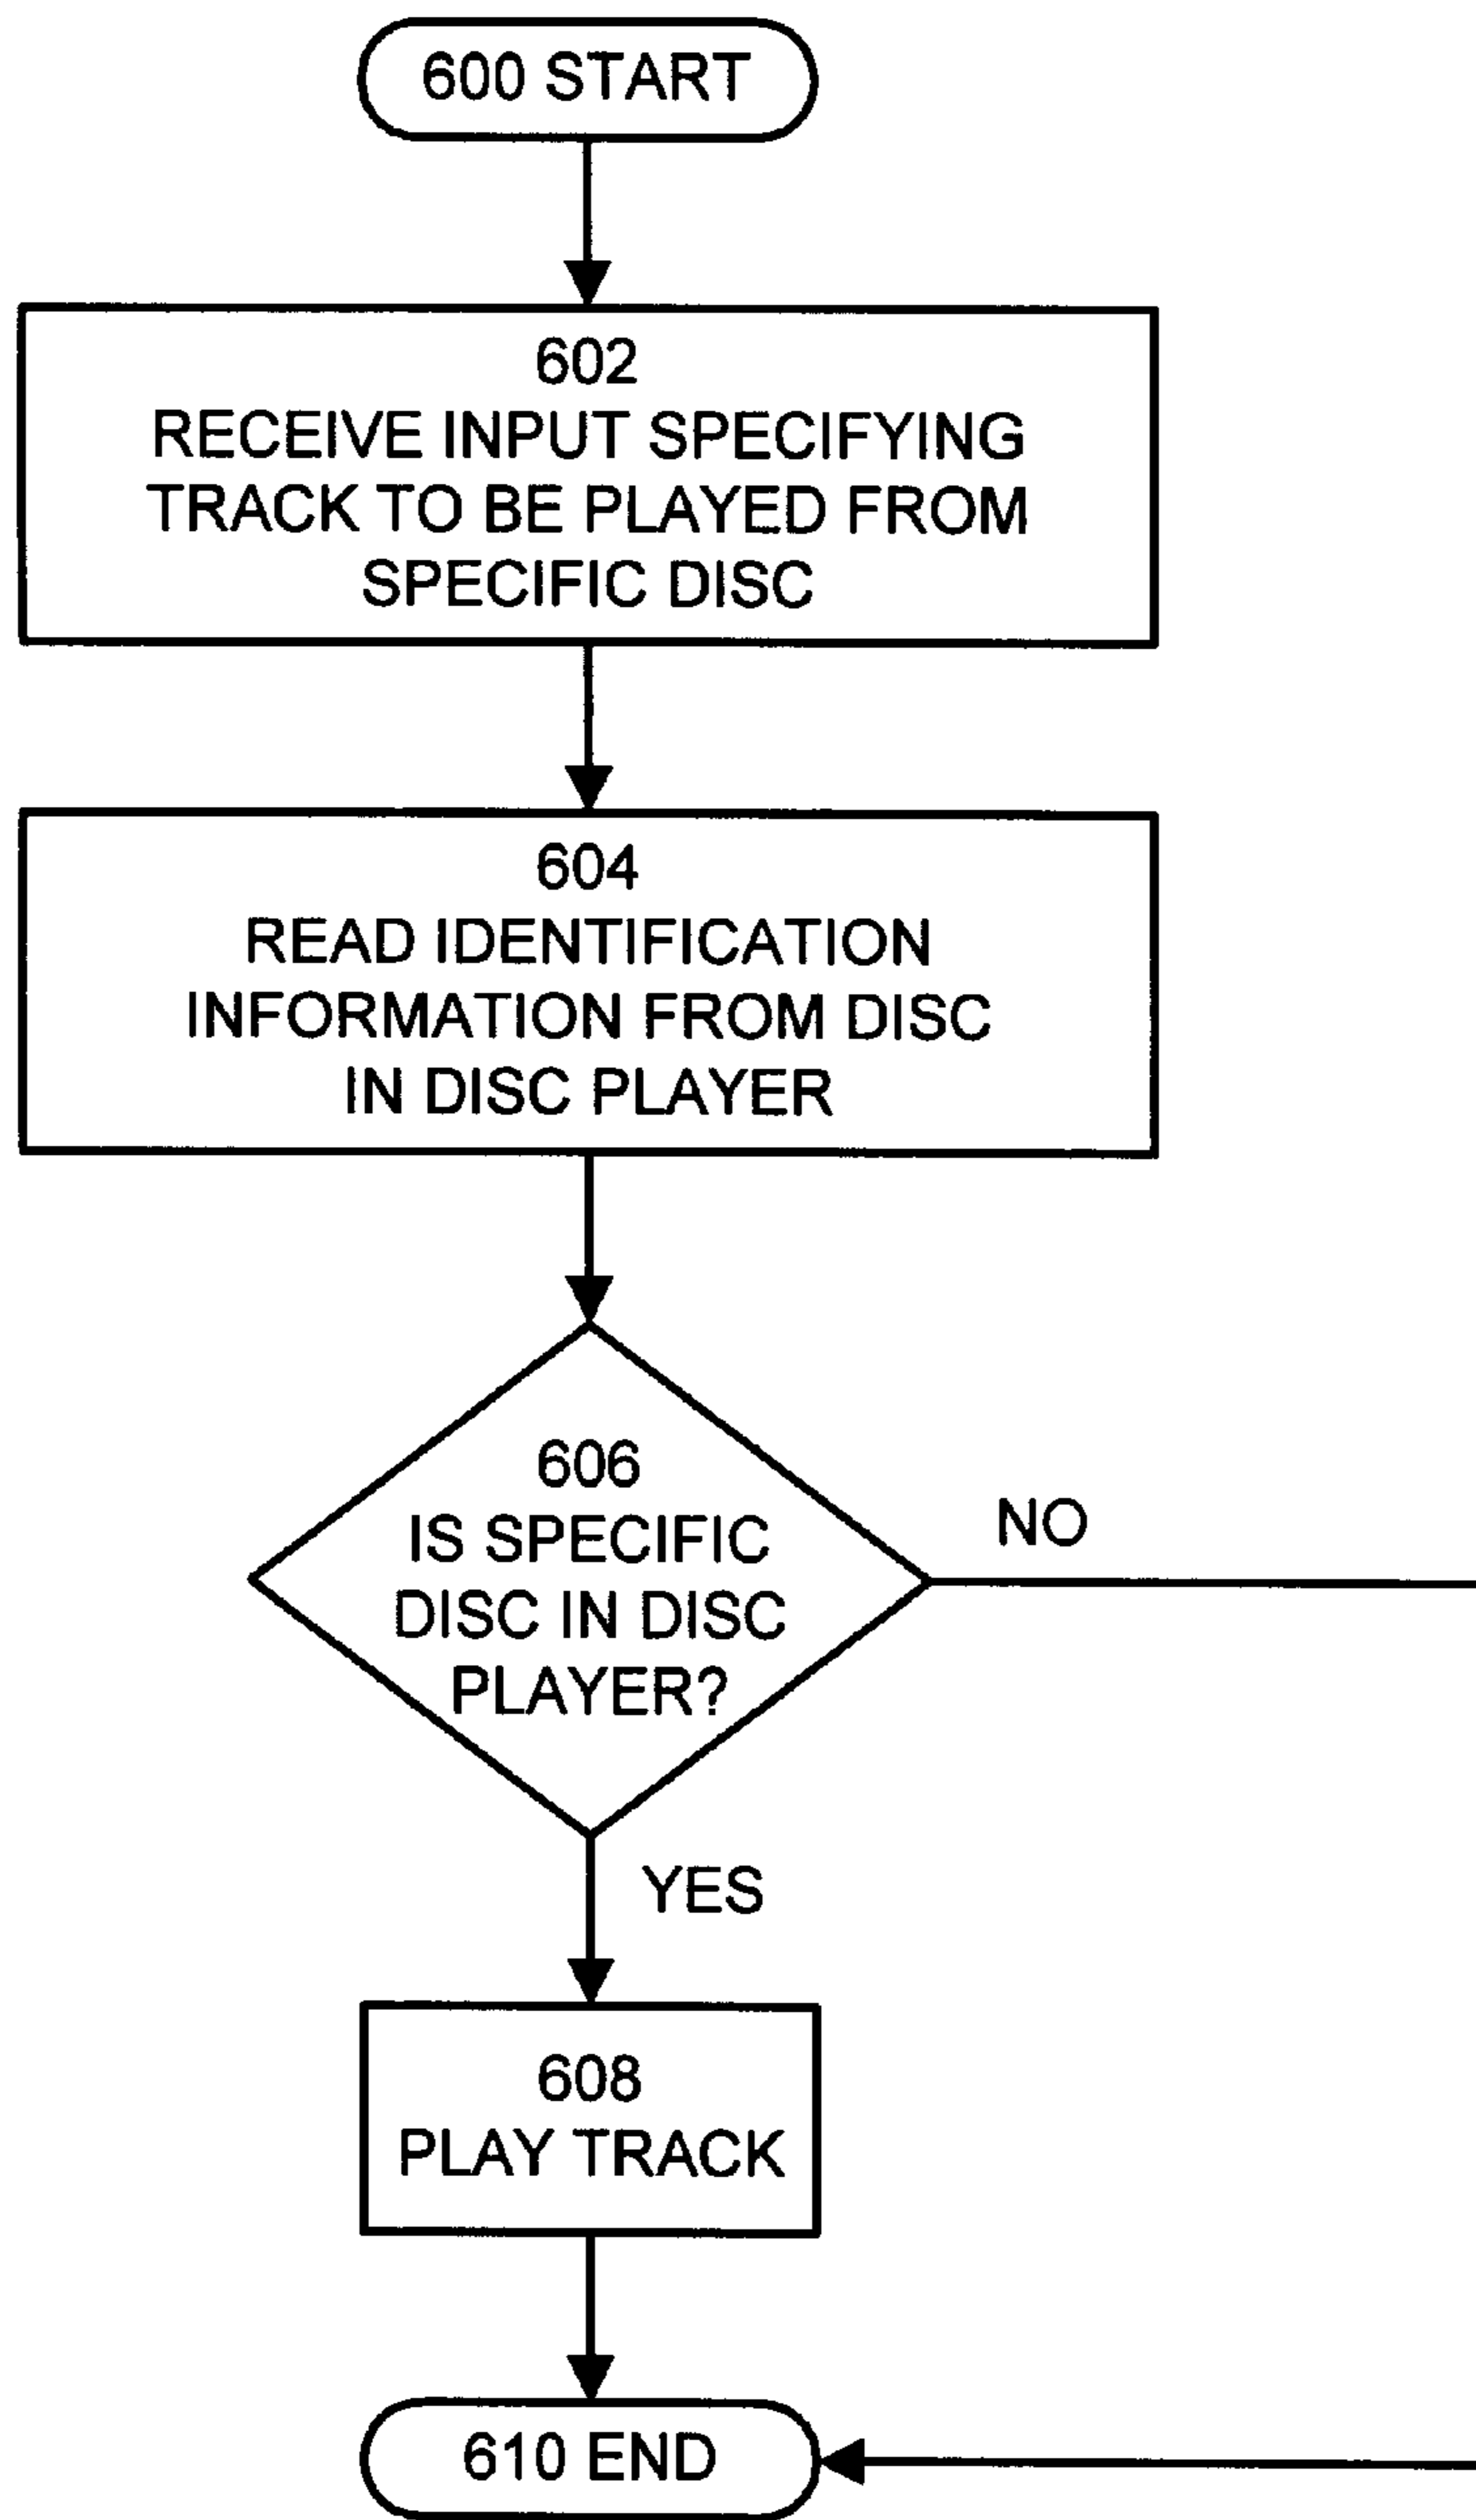 600 START
602
RECEIVE INPUT SPECIFYING
TRACK TO BE PLAYED FROM
SPECIFIC DISC
604
READ IDENTIFICATION
INFORMATION FROM DISC
IN DISC PLAYER
606
IS SPECIFIC
DISC IN DISC
PLAYER?
NO
YES
608
PLAY TRACK
610 END